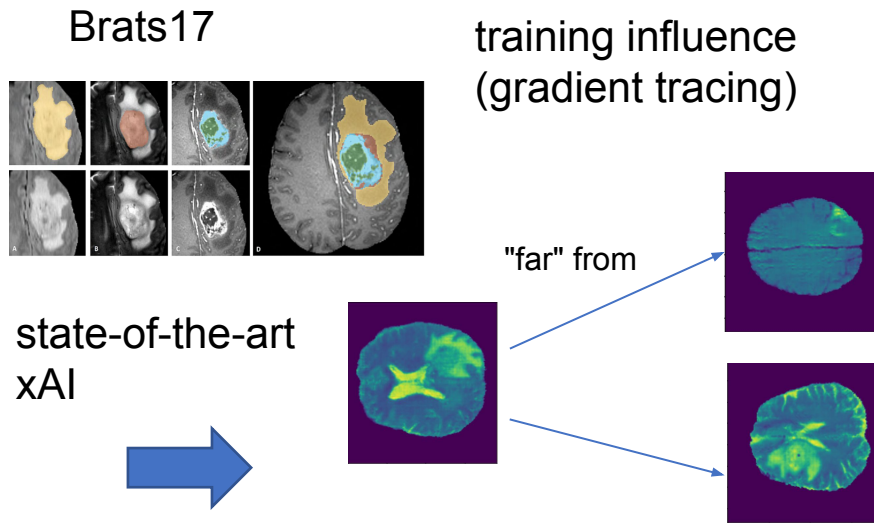 Brats17
training influence
(gradient tracing)
A
B
C
D
"far" from
state-of-the-art
xAI